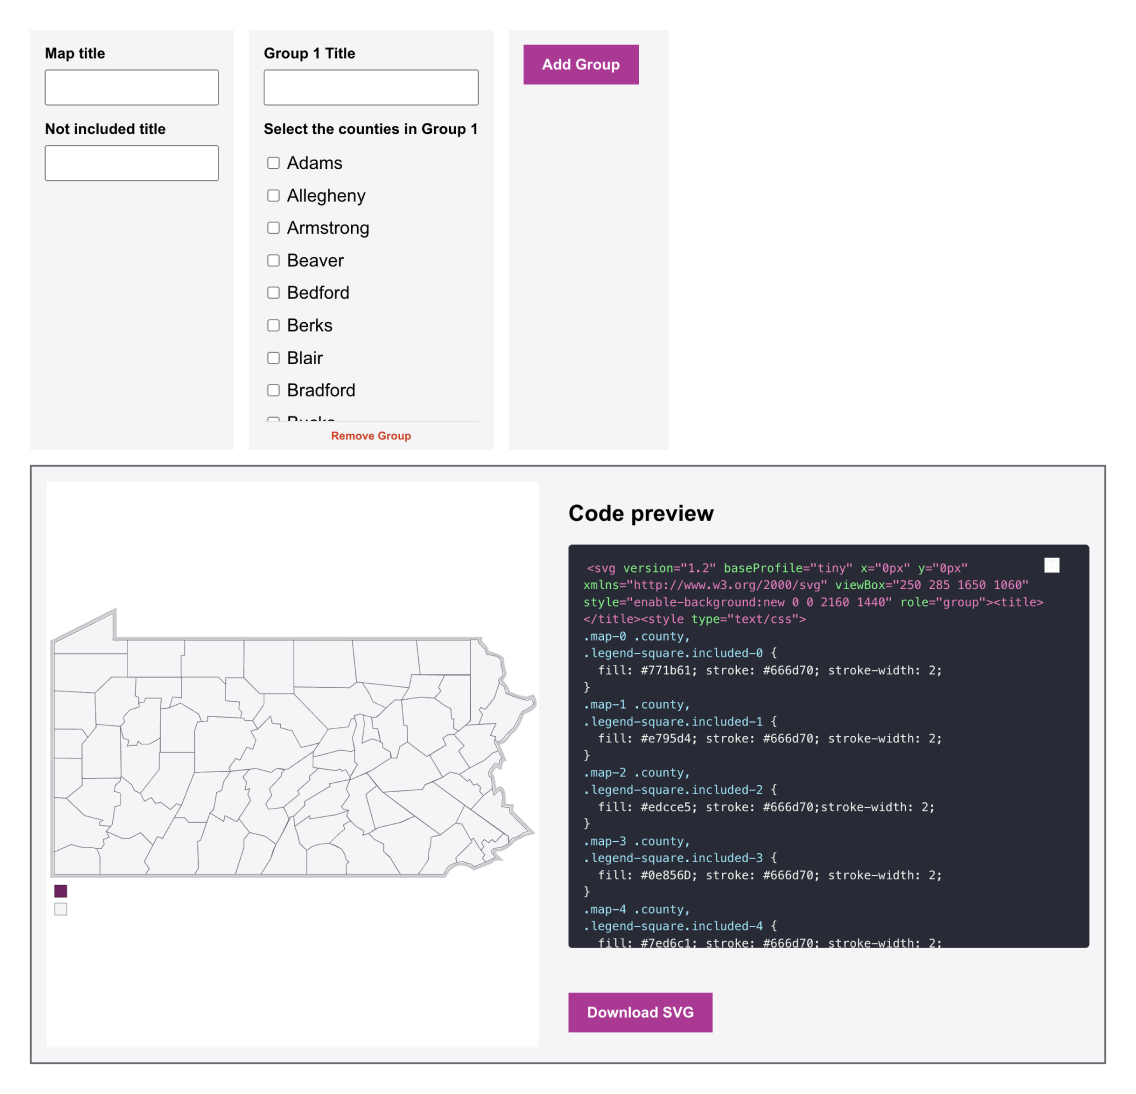 Map title
Not included title
Group 1 Title
Select the counties in Group 1
Adams
Allegheny
Armstrong
Beaver
Bedford
Berks
Blair
Bradford
Bucks
Remove Group
Add Group
Code preview
<svg version="1.2" baseProfile="tiny" x="0px" y="0px"
xmlns="http://www.w3.org/2000/svg" viewBox="250 285 1650 1060"
style="enable-background:new 0 0 2160 1440" role="group"><title>
</title><style type="text/css">
.map-0 .county,
.legend-square.included-0 {
  fill: #771b61; stroke: #666d70; stroke-width: 2;
}
.map-1 .county,
.legend-square.included-1 {
  fill: #e795d4; stroke: #666d70; stroke-width: 2;
}
.map-2 .county,
.legend-square.included-2 {
  fill: #edcce5; stroke: #666d70;stroke-width: 2;
}
.map-3 .county,
.legend-square.included-3 {
  fill: #0e856D; stroke: #666d70; stroke-width: 2;
}
.map-4 .county,
.legend-square.included-4 {
  fill: #7ed6c1; stroke: #666d70; stroke-width: 2;
Download SVG